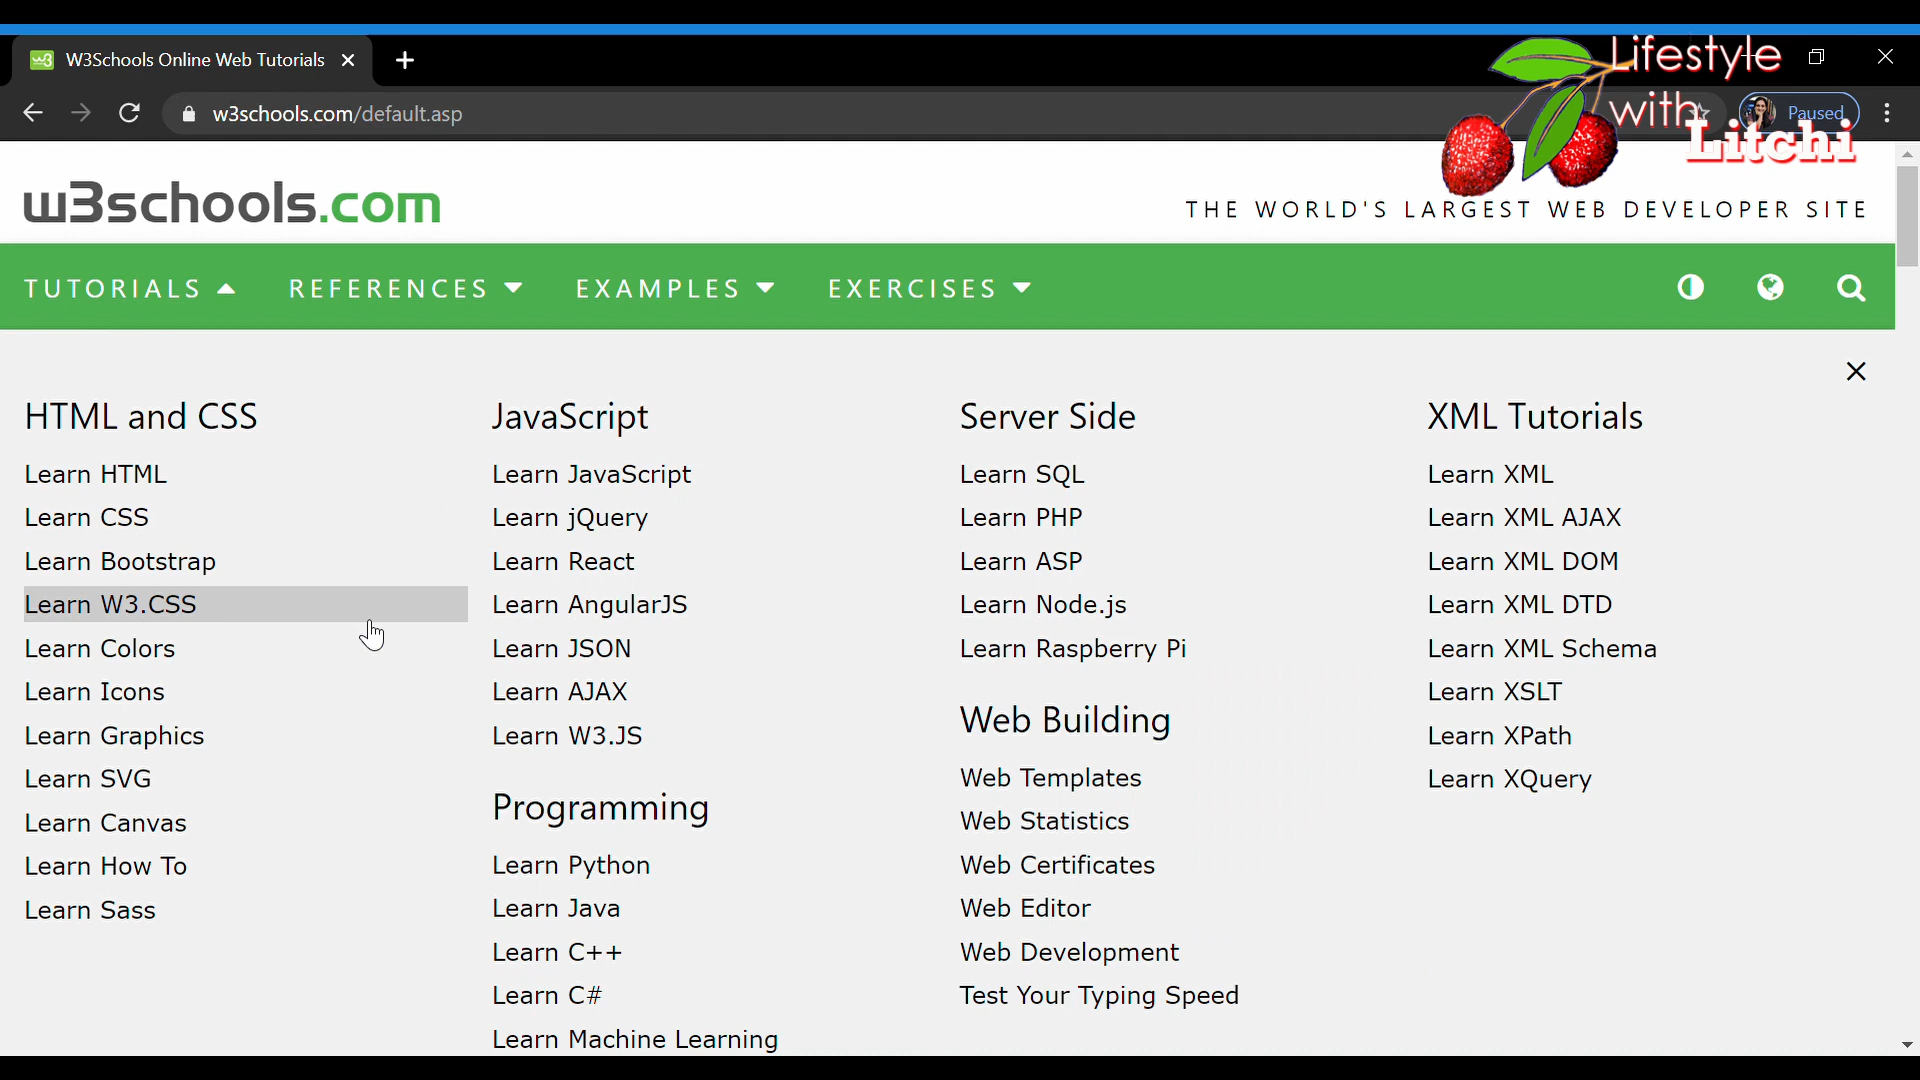 W3Schools Online Web Tutorials
Lifestyle
w3schools.com/default.asp
with
Paused
Litchi
w3schools.com
THE WORLD'S LARGEST WEB DEVELOPER SITE
TUTORIALS
REFERENCES
EXAMPLES
EXERCISES
HTML and CSS
Learn HTML
Learn CSS
Learn Bootstrap
Learn W3.CSS
Learn Colors
Learn Icons
Learn Graphics
Learn SVG
Learn Canvas
Learn How To
Learn Sass
JavaScript
Learn JavaScript
Learn jQuery
Learn React
Learn AngularJS
Learn JSON
Learn AJAX
Learn W3.JS
Programming
Learn Python
Learn Java
Learn C++
Learn C#
Learn Machine Learning
Server Side
Learn SQL
Learn PHP
Learn ASP
Learn Node.js
Learn Raspberry Pi
Web Building
Web Templates
Web Statistics
Web Certificates
Web Editor
Web Development
Test Your Typing Speed
XML Tutorials
Learn XML
Learn XML AJAX
Learn XML DOM
Learn XML DTD
Learn XML Schema
Learn XSLT
Learn XPath
Learn XQuery